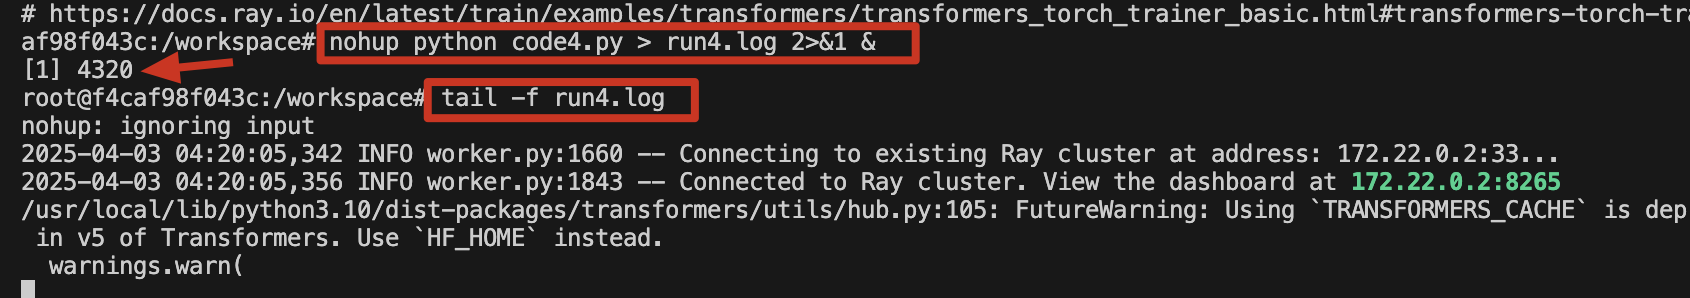 # https://docs.ray.io/en/latest/train/examples/transformers/transformers_torch_trainer_basic.html#transformers-torch-tra
af98f043c:/workspace# nohup python code4.py > run4.log 2>&1 &
[1] 4320
root@f4caf98f043c:/workspace# tail -f run4.log
nohup: ignoring input
2025-04-03 04:20:05,342 INFO worker.py:1660 -- Connecting to existing Ray cluster at address: 172.22.0.2:33...
2025-04-03 04:20:05,356 INFO worker.py:1843 -- Connected to Ray cluster. View the dashboard at 172.22.0.2:8265
/usr/local/lib/python3.10/dist-packages/transformers/utils/hub.py:105: FutureWarning: Using `TRANSFORMERS_CACHE` is dep
in v5 of Transformers. Use `HF_HOME` instead.
warnings.warn(